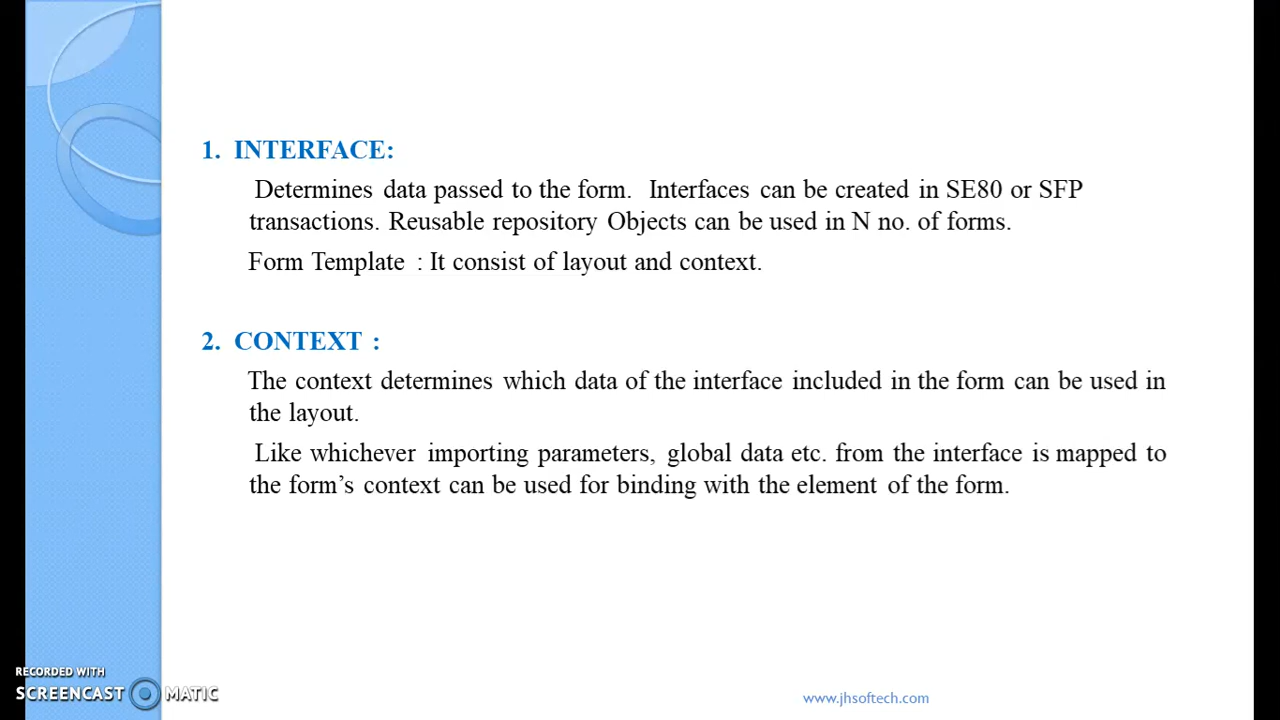 1. INTERFACE:
Determines data passed to the form. Interfaces can be created in SE80 or SFP
transactions. Reusable repository Objects can be used in N no. of forms.
Form Template : It consist of layout and context.
2. CONTEXT :
The context determines which data of the interface included in the form can be used in
the layout.
Like whichever importing parameters, global data etc. from the interface is mapped to
the form’s context can be used for binding with the element of the form.
RECORDED WITH
SCREENCAST MATIC
www.jhsoftech.com